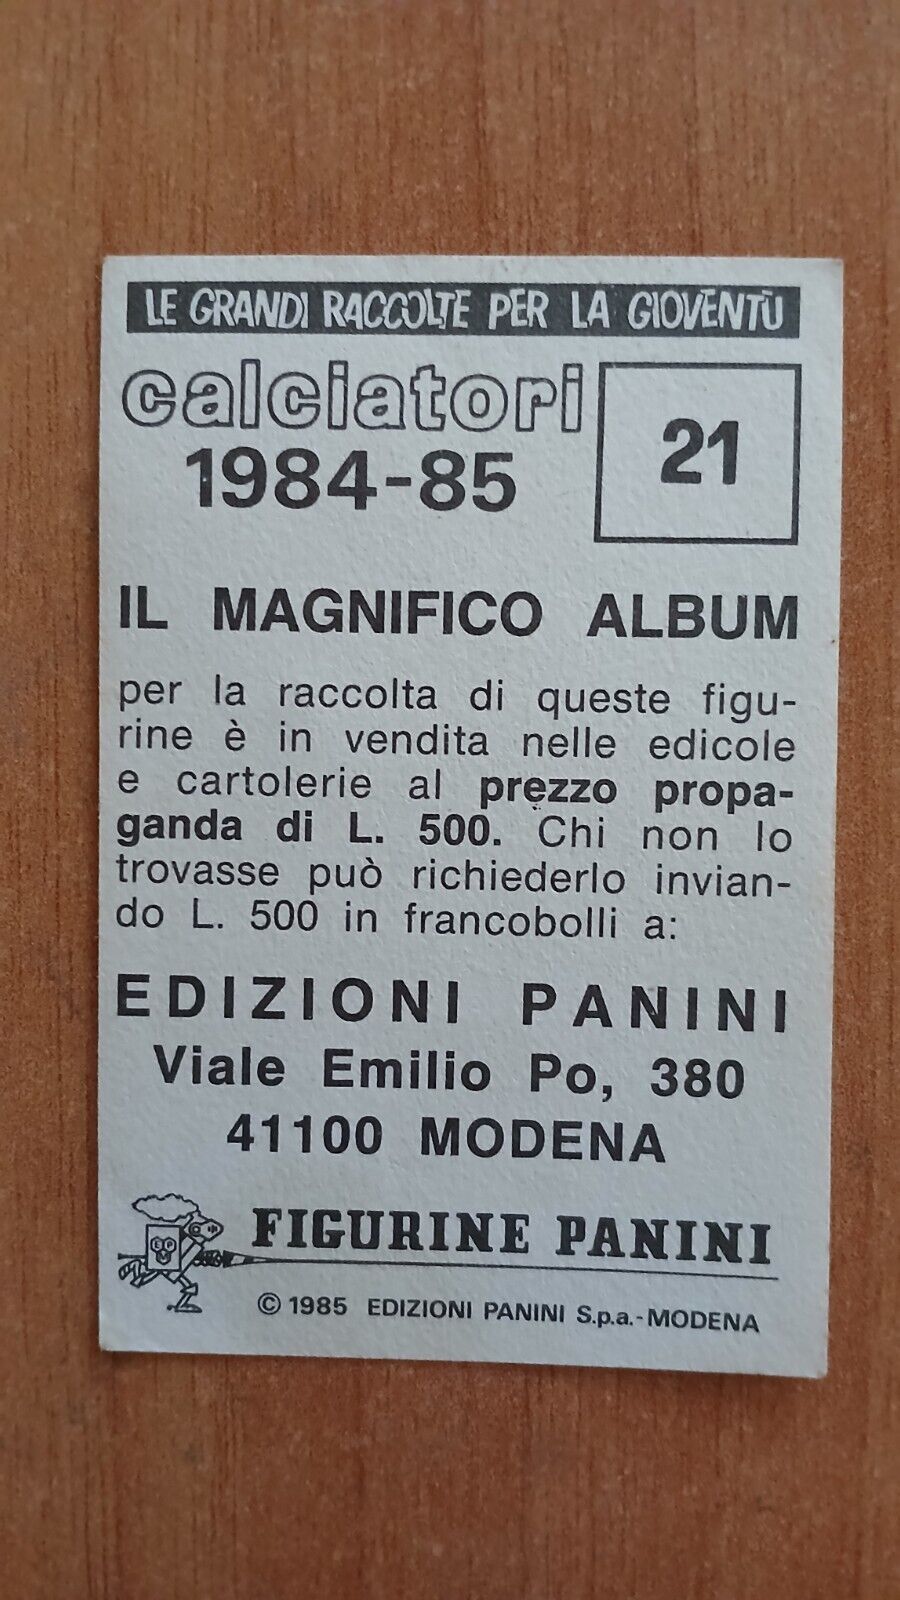 LE GRANDI RACCOLTE PER LA GIOVENTÙ
calciatori
1984-85
21
IL MAGNIFICO ALBUM
per la raccolta di queste figu-
rine è in vendita nelle edicole
e cartolerie al prezzo propa-
ganda di L. 500. Chi non lo
trovasse può richiederlo invian-
do L. 500 in francobolli a:
EDIZIONI PANINI
Viale Emilio Po, 380
41100 MODENA
FIGURINE PANINI
© 1985 EDIZIONI PANINI S.p.a.-MODENA